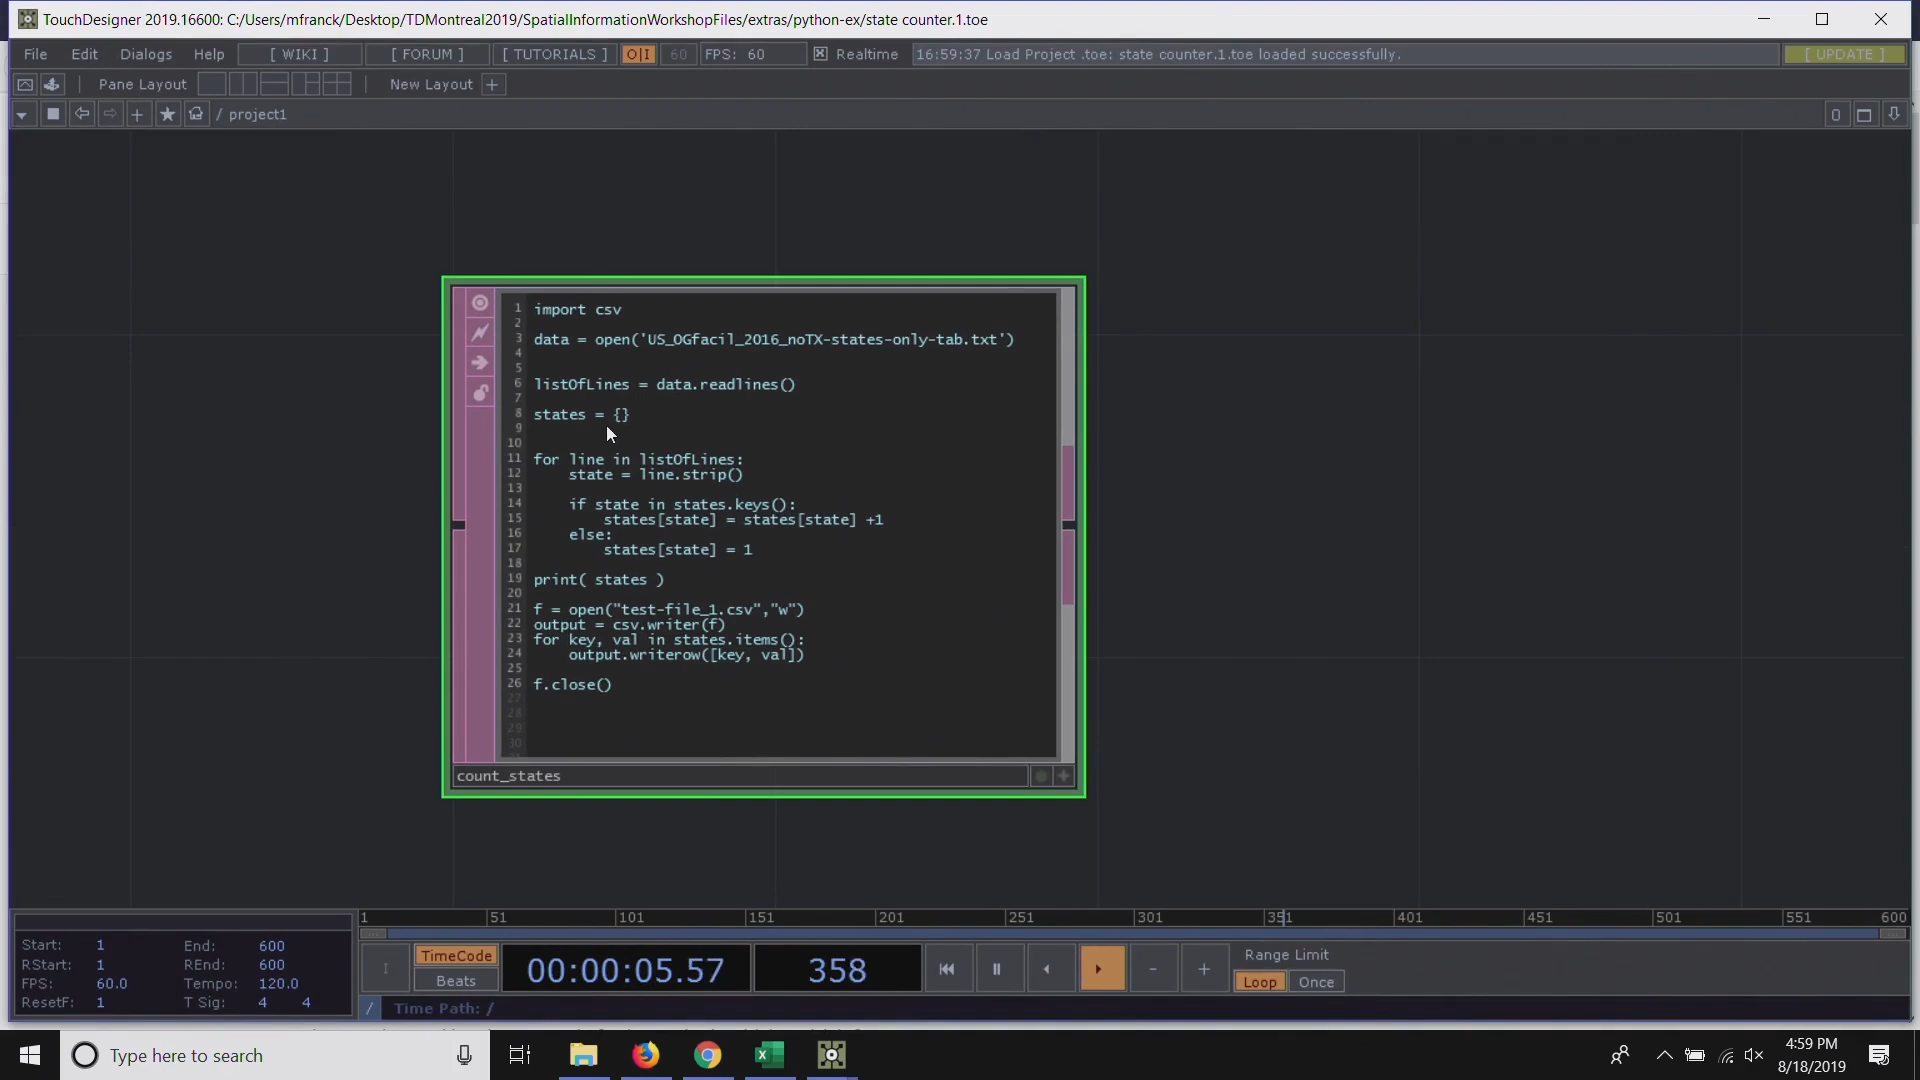 TouchDesigner 2019.16600: C:/Users/mfranck/Desktop/TDMontreal2019/SpatialInformationWorkshopFiles/extras/python-ex/state counter.1.toe
File Edit Dialogs Help [ WIKI ] [ FORUM ] [ TUTORIALS ] O|I 60 FPS: 60 Realtime 16:59:37 Load Project .toe: state counter.1.toe loaded successfully. [ UPDATE ]
Pane Layout New Layout +
/ project1 0
1 import csv
2
3 data = open('US_OGfacil_2016_noTX-states-only-tab.txt')
4
5
6 listOfLines = data.readlines()
7
8 states = {}
9
10
11 for line in listOfLines:
12 state = line.strip()
13
14 if state in states.keys():
15 states[state] = states[state] +1
16 else:
17 states[state] = 1
18
19 print( states )
20
21 f = open("test-file_1.csv","w")
22 output = csv.writer(f)
23 for key, val in states.items():
24 output.writerow([key, val])
25
26 f.close()
27
28
29
30
count_states
1 51 101 151 201 251 301 351 401 451 501 551 600
Start: 1 End: 600
RStart: 1 REnd: 600
FPS: 60.0 Tempo: 120.0
ResetF: 1 T Sig: 4 4
I TimeCode Beats 00:00:05.57 358 - +
Range Limit
Loop Once
/ Time Path: /
Type here to search
4:59 PM
8/18/2019